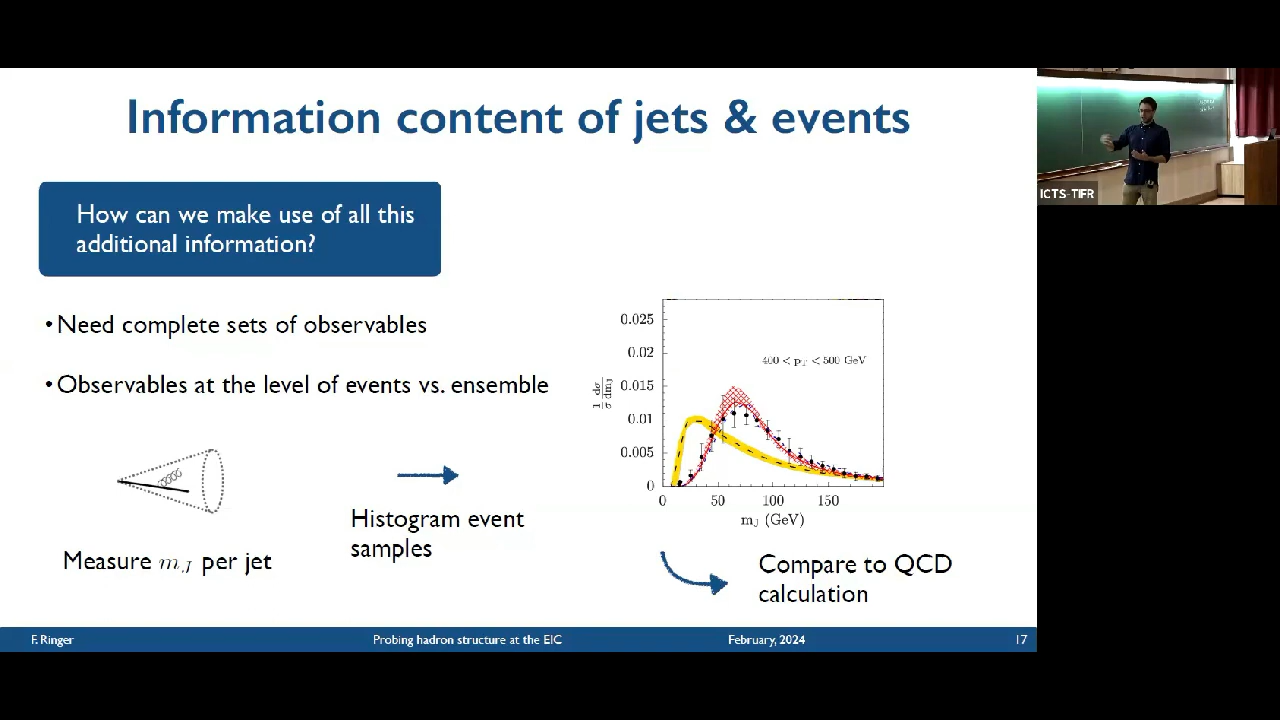 Information content of jets & events
How can we make use of all this
additional information?
• Need complete sets of observables
• Observables at the level of events vs. ensemble
Measure m_J per jet
Histogram event
samples
0.025
0.02
0.015
0.01
0.005
0
1/σ dσ/dm_J
400 < p_T < 500 GeV
0 50 100 150
m_J (GeV)
Compare to QCD
calculation
F. Ringer Probing hadron structure at the EIC February, 2024 17
ICTS-TIFR